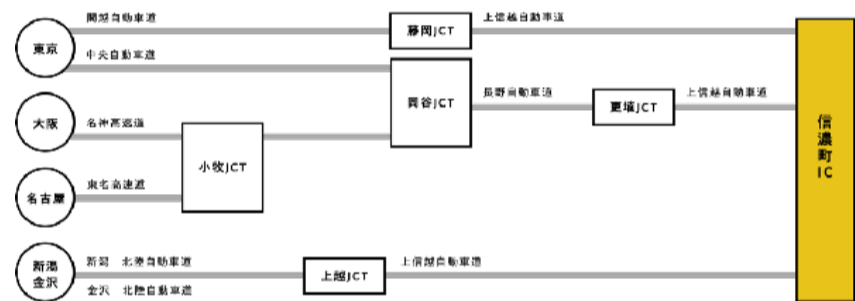 関越自動車道
上信越自動車道
藤岡JCT
東京
中央自動車道
岡谷JCT
長野自動車道
上信越自動車道
更埴JCT
大阪
名神高速道
小牧JCT
信濃町IC
東名高速道
名古屋
新潟 北陸自動車道
上信越自動車道
新潟
金沢
上越JCT
金沢 北陸自動車道